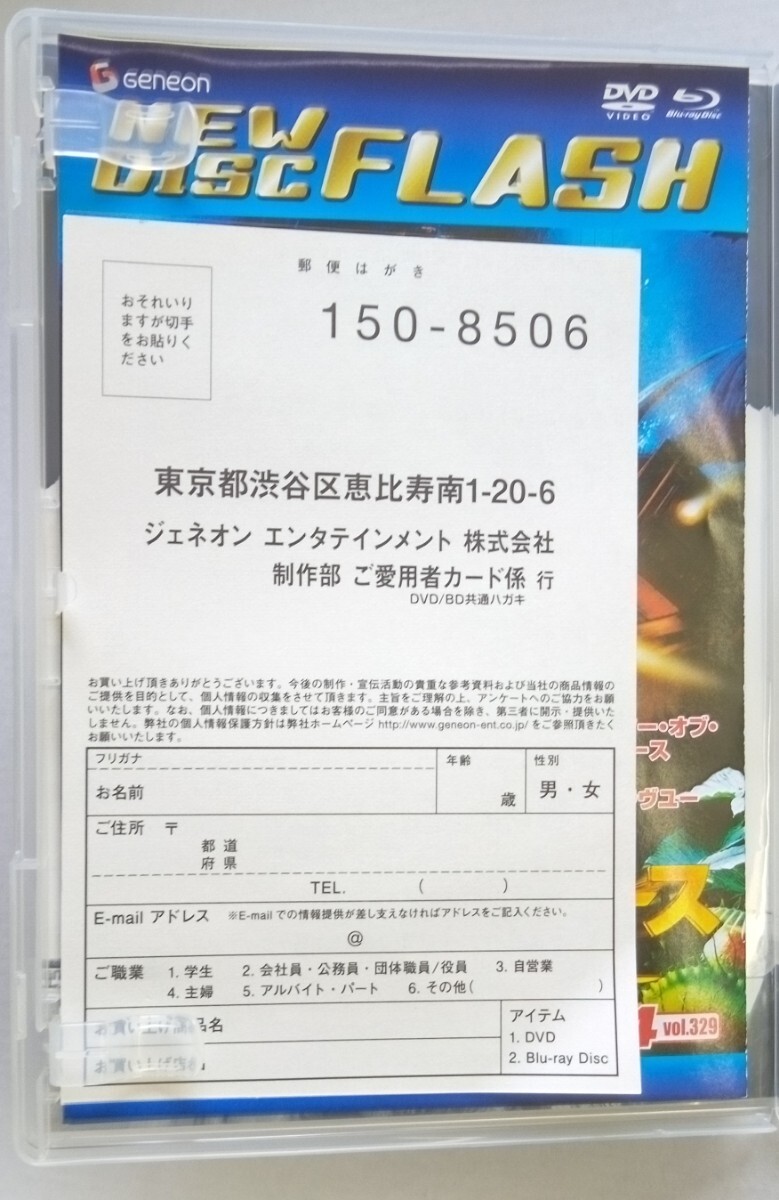 GENEON
DVD
VIDEO
Blu-ray Disc
NEW
DISC FLASH
郵便はがき
おそれいり
ますが切手
をお貼りく
ださい
150-8506
東京都渋谷区恵比寿南1-20-6
ジェネオン エンタテインメント 株式会社
制作部 ご愛用者カード係 行
DVD/BD共通ハガキ
お買い上げ頂きありがとうございます。今後の制作・宣伝活動の貴重な参考資料および当社の商品情報の
ご提供を目的として、個人情報の収集をさせて頂きます。主旨をご理解の上、アンケートへのご協力をお願
いいたします。なお、個人情報につきましてはお客様のご同意がある場合を除き、第三者に開示・提供いた
しません。弊社の個人情報保護方針は弊社ホームページ http://www.geneon-ent.co.jp/ をご参照頂きたく
お願いいたします。
フリガナ
お名前
年齢
歳
性別
男・女
ご住所 〒
都 道
府 県
TEL. ( )
E-mail アドレス ※E-mail での情報提供が差し支えなければアドレスをご記入ください。
@
ご職業 1. 学生 2. 会社員・公務員・団体職員/役員 3. 自営業
4. 主婦 5. アルバイト・パート 6. その他( )
品名
アイテム
1. DVD
2. Blu-ray Disc
ー・オブ・
ース
ヴュー
ース
4 vol.329